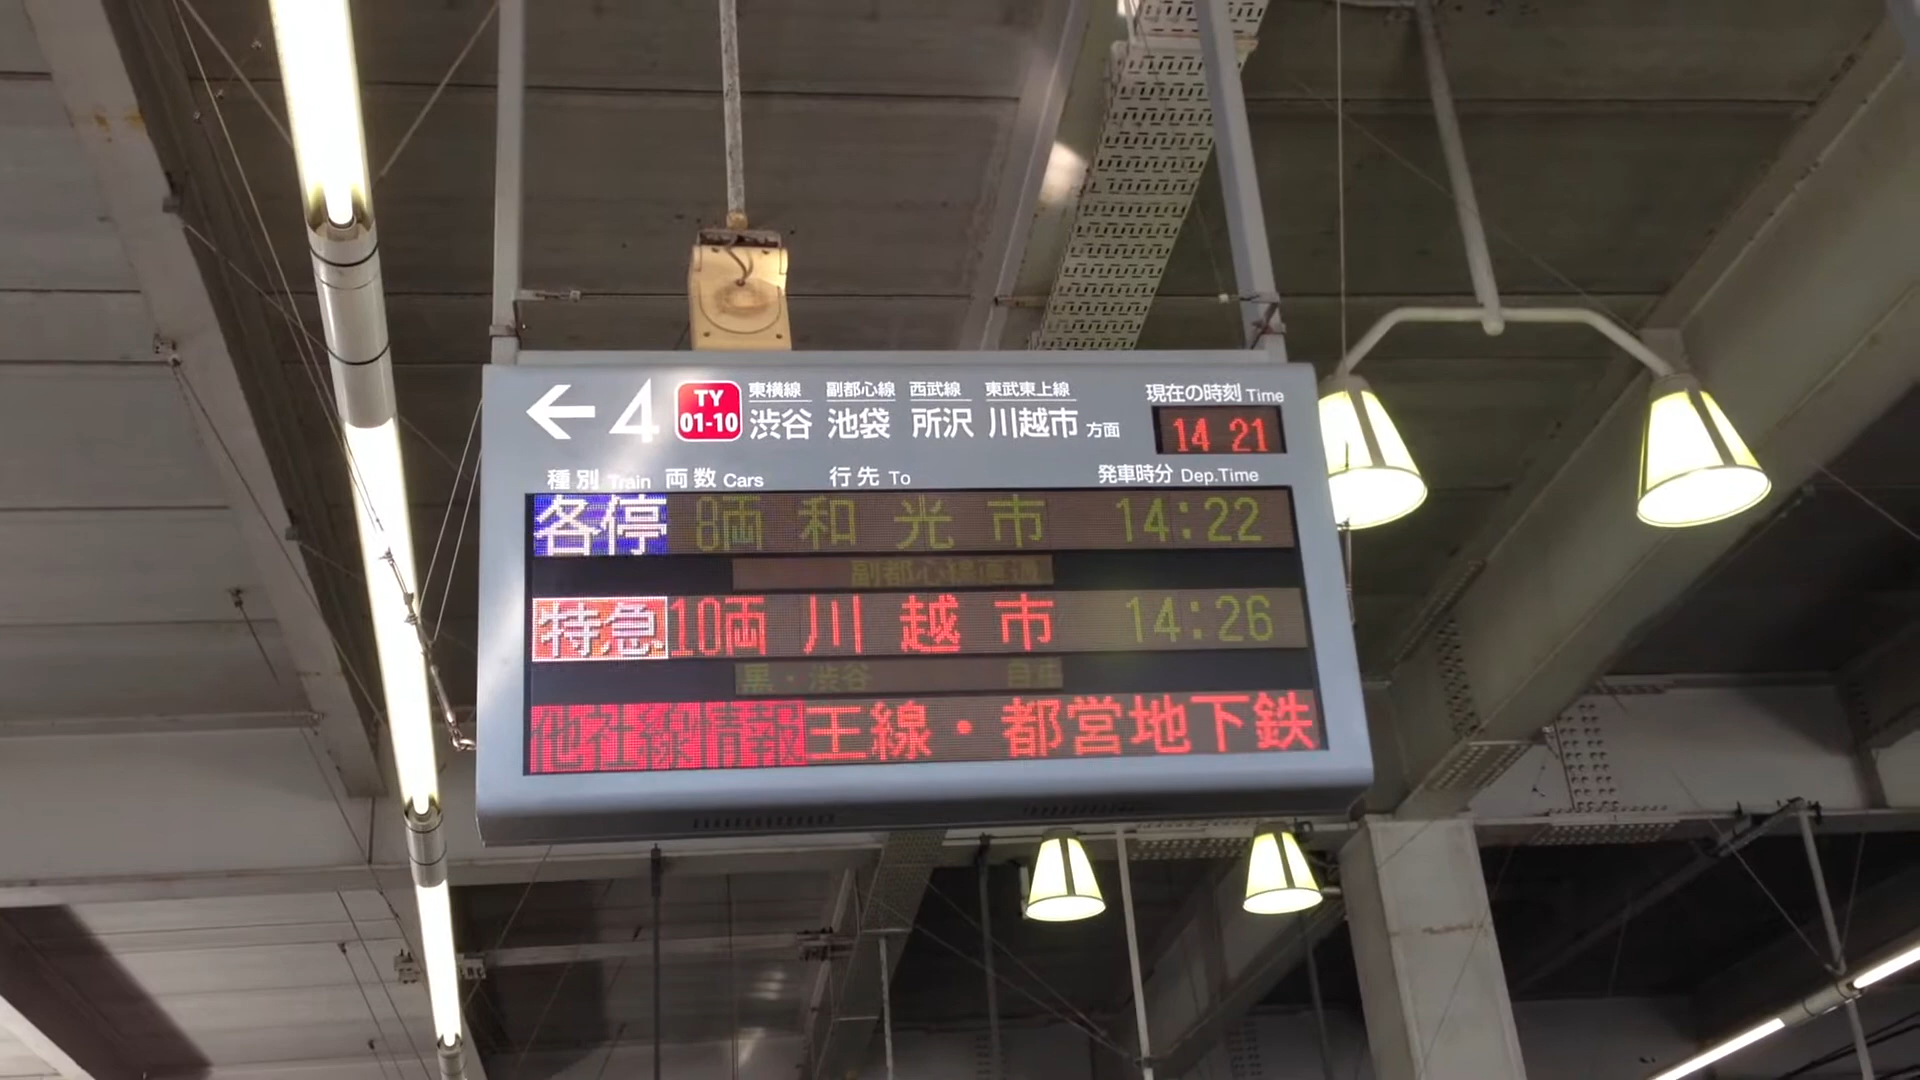 ← 4 TY 01-10 東横線 渋谷 副都心線 池袋 西武線 所沢 東武東上線 川越市 方面
現在の時刻 Time
14 21
種別 Train 両数 Cars 行先 To 発車時分 Dep.Time
各停 8両 和光市 14:22
副都心線直通
特急 10両 川越市 14:26
黒・渋谷 自
他社線情報 王線・都営地下鉄